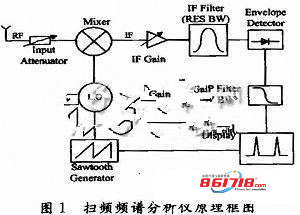 IF Filter
(RES BW)
Envelope
Detector
Mixer
RF
IF
Input
Attenuator
IF Gain
L.O
Gain
Filter
Display
Sawtooth
Generator
861718.com
图 1 扫频频谱分析仪原理框图